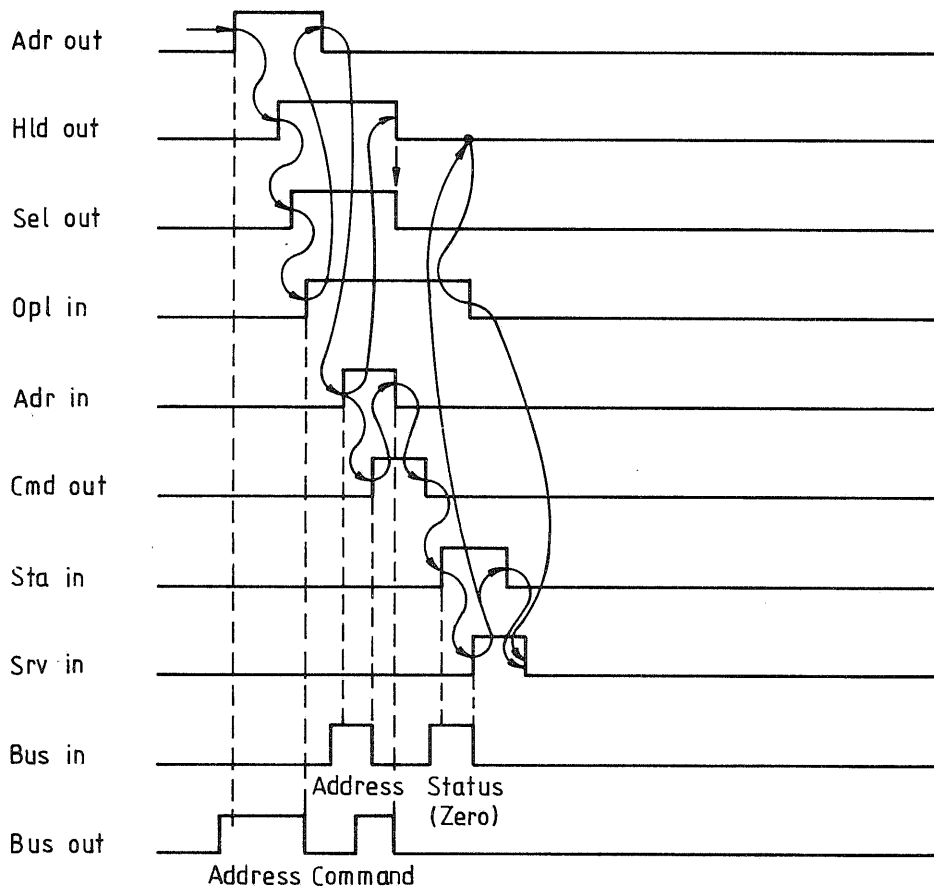 Adr out
Hld out
Sel out
Opl in
Adr in
Cmd out
Sta in
Srv in
Bus in
Address Status
(Zero)
Bus out
Address Command